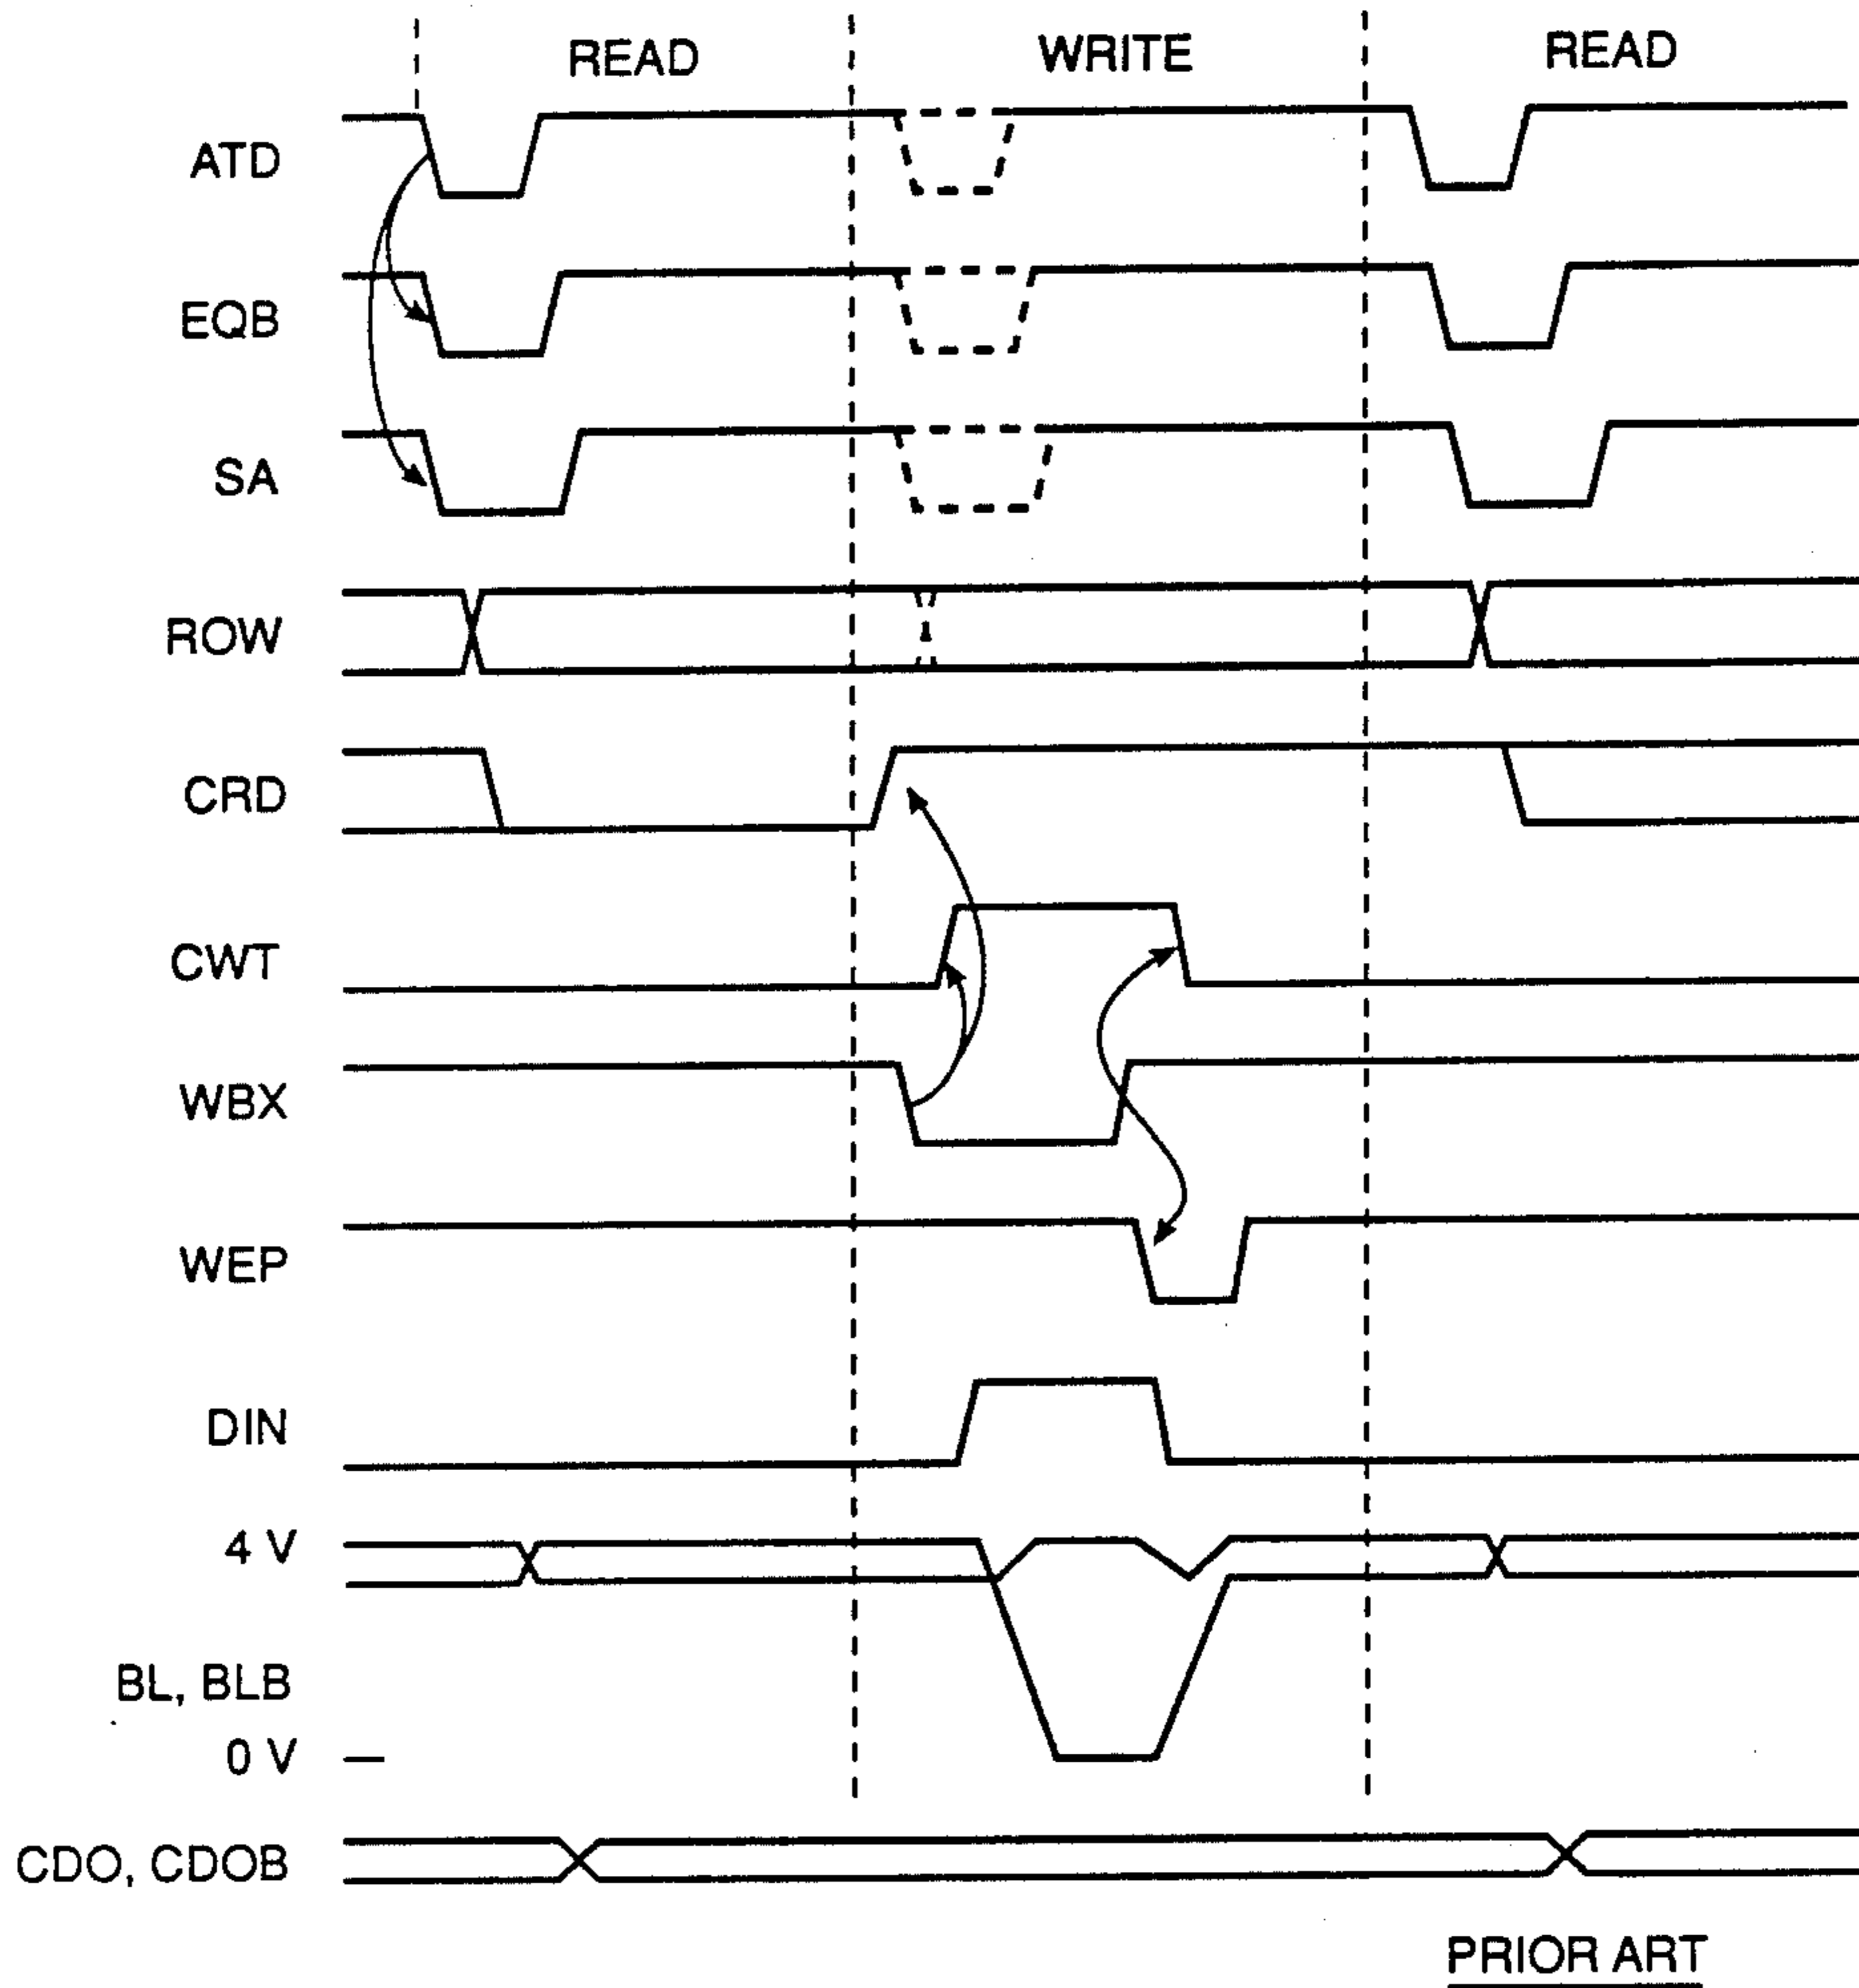 READ WRITE READ
ATD
EQB
SA
ROW
CRD
CWT
WBX
WEP
DIN
4 V
BL, BLB
0 V
CDO, CDOB
PRIOR ART